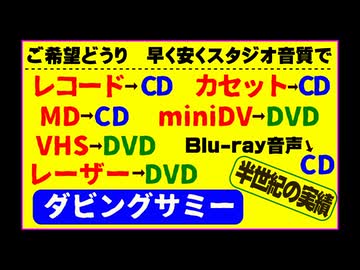 ご希望どうり 早く安くスタジオ音質で
レコード→CD カセット→CD
MD→CD miniDV→DVD
VHS→DVD Blu-ray音声↘CD
レーザー→DVD
半世紀の実績
ダビングサミー